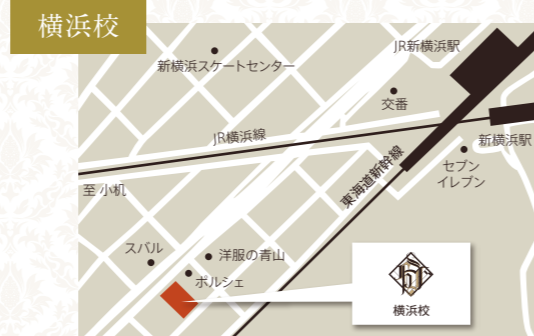 横浜校
JR新横浜駅
新横浜スケートセンター
交番
JR横浜線
新横浜駅
セブン
イレブン
東海道新幹線
至 小机
スバル
洋服の青山
ポルシェ
横浜校